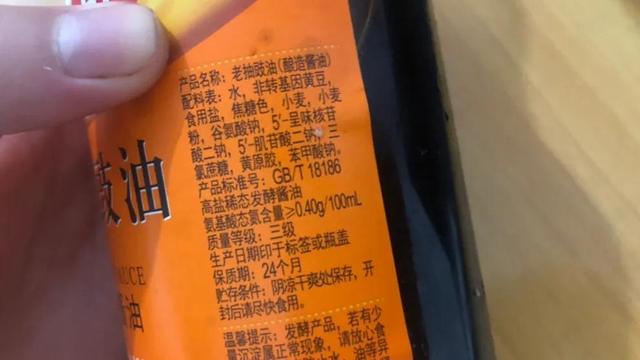 产品名称：老抽豉油(酿造酱油)
配料表：水，非转基因黄豆，
食用盐，焦糖色，小麦，小麦
粉，谷氨酸钠，5′-呈味核苷
酸二钠，5′-肌苷酸二钠，三
氯蔗糖，黄原胶，苯甲酸钠。
产品标准号：GB/T 18186
高盐稀态发酵酱油
氨基酸态氮含量≥0.40g/100mL
质量等级：三级
生产日期印于标签或瓶盖
保质期：24个月
贮存条件：阴凉干爽处保存，开
封后请尽快食用。
温馨提示：发酵产品，若有少
量沉淀属正常现象，请放心食
豉油
UCE
油